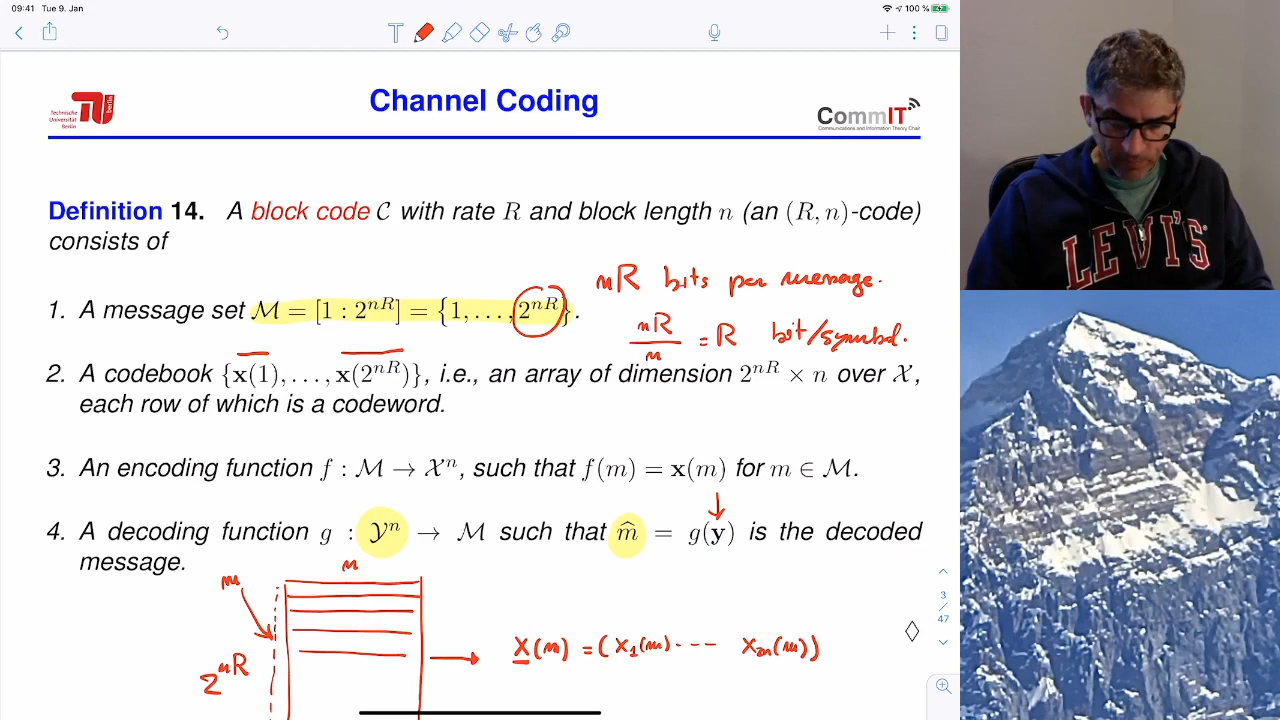 09:41 Tue 9. Jan
100 %
Technische
Universität
Berlin
Channel Coding
CommIT
Communications and Information Theory Chair
Definition 14. A block code 𝒞 with rate R and block length n (an (R, n)-code)
consists of
nR bits per message.
1. A message set ℳ = [1 : 2^{nR}] = {1, . . . , 2^{nR}}.
nR/n = R bit/symbol.
2. A codebook {x(1), . . . , x(2^{nR})}, i.e., an array of dimension 2^{nR} × n over 𝒳,
each row of which is a codeword.
3. An encoding function f : ℳ → 𝒳^n, such that f(m) = x(m) for m ∈ ℳ.
4. A decoding function g : 𝒴^n → ℳ such that m̂ = g(y) is the decoded
message.
n
m
2^{nR}
x(m) = (x₁(m) · · · xₙ(m))
3
/
47
◊
LEVI'S